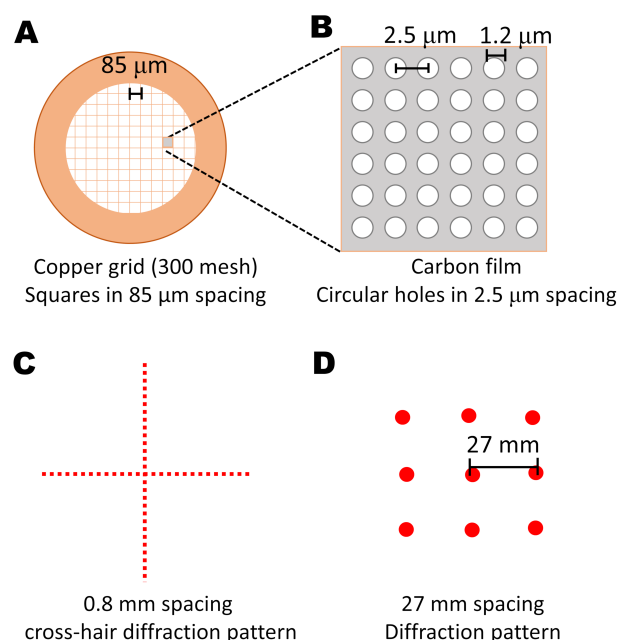 A
85 μm
Copper grid (300 mesh)
Squares in 85 μm spacing
B
2.5 μm
1.2 μm
Carbon film
Circular holes in 2.5 μm spacing
C
0.8 mm spacing
cross-hair diffraction pattern
D
27 mm
27 mm spacing
Diffraction pattern